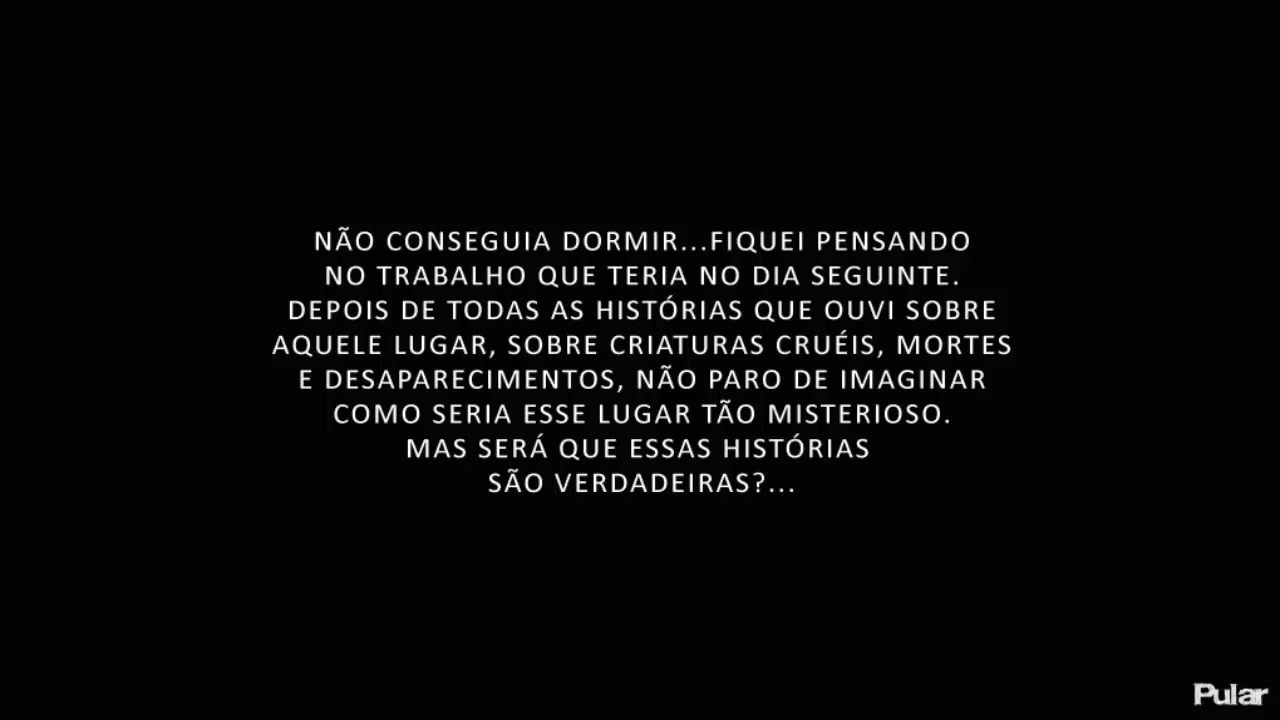 NÃO CONSEGUIA DORMIR...FIQUEI PENSANDO
NO TRABALHO QUE TERIA NO DIA SEGUINTE.
DEPOIS DE TODAS AS HISTÓRIAS QUE OUVI SOBRE
AQUELE LUGAR, SOBRE CRIATURAS CRUÉIS, MORTES
E DESAPARECIMENTOS, NÃO PARO DE IMAGINAR
COMO SERIA ESSE LUGAR TÃO MISTERIOSO.
MAS SERÁ QUE ESSAS HISTÓRIAS
SÃO VERDADEIRAS?...
Pular